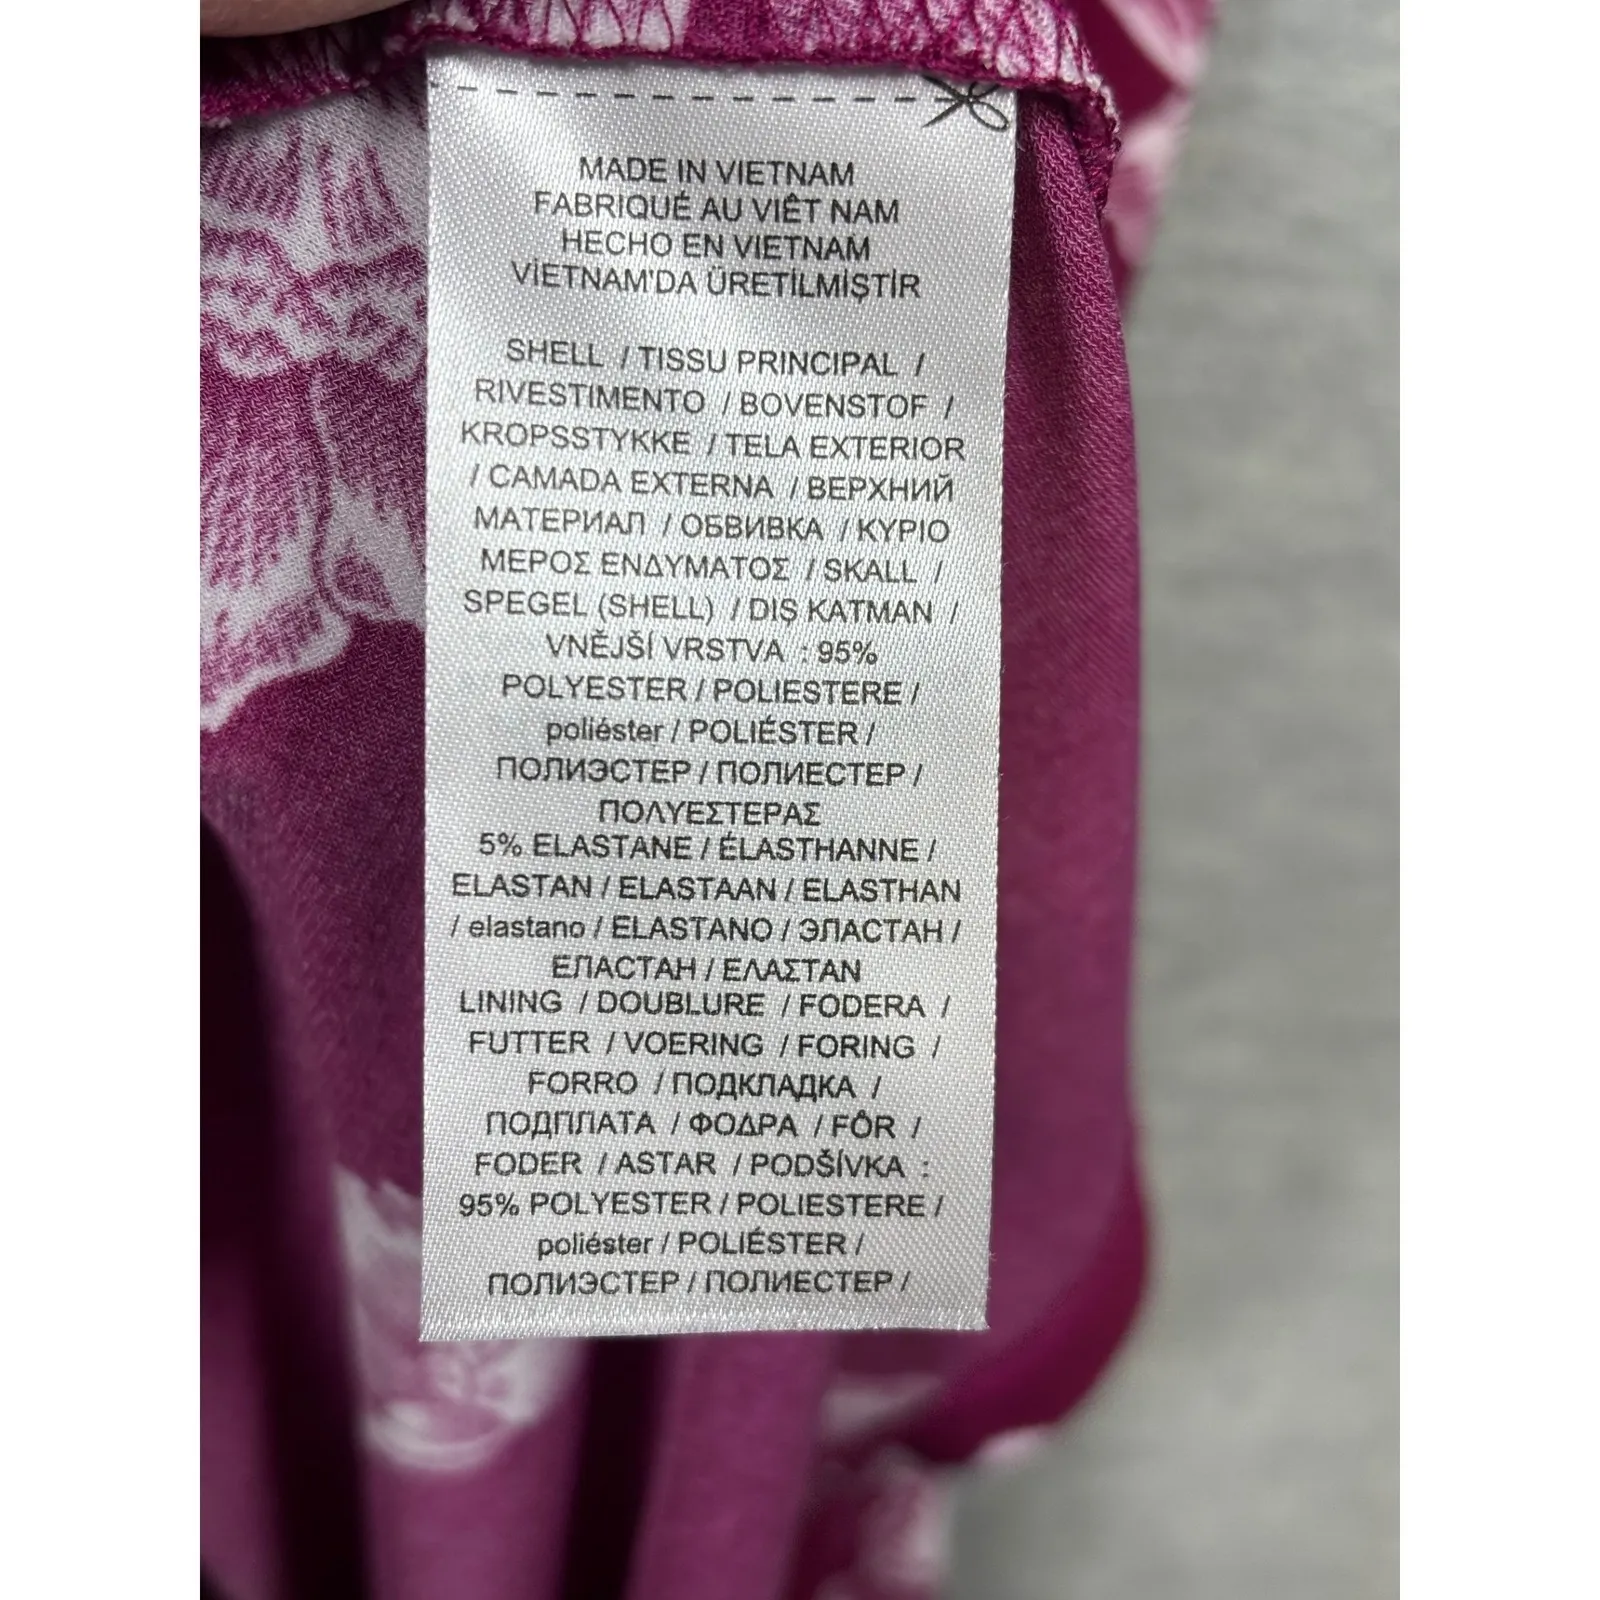 MADE IN VIETNAM
FABRIQUÉ AU VIÊT NAM
HECHO EN VIETNAM
VİETNAM'DA ÜRETİLMİŞTİR
SHELL / TISSU PRINCIPAL /
RIVESTIMENTO / BOVENSTOF /
KROPSSTYKKE / TELA EXTERIOR
/ CAMADA EXTERNA / ВЕРХНИЙ
МАТЕРИАЛ / ОБВИВКА / ΚΥΡΙΟ
ΜΕΡΟΣ ΕΝΔΥΜΑΤΟΣ / SKALL /
SPEGEL (SHELL) / DIŞ KATMAN /
VNĚJŠÍ VRSTVA : 95%
POLYESTER / POLIESTERE /
poliéster / POLIÉSTER /
ПОЛИЭСТЕР / ПОЛИЕСТЕР /
ΠΟΛΥΕΣΤΕΡΑΣ
5% ELASTANE / ÉLASTHANNE /
ELASTAN / ELASTAAN / ELASTHAN
/ elastano / ELASTANO / ЭЛАСТАН /
ЕЛАСТАН / ΕΛΑΣΤΑΝ
LINING / DOUBLURE / FODERA /
FUTTER / VOERING / FORING /
FORRO / ПОДКЛАДКА /
ПОДПЛАТА / ΦΟΔΡΑ / FÔR /
FODER / ASTAR / PODŠÍVKA :
95% POLYESTER / POLIESTERE /
poliéster / POLIÉSTER /
ПОЛИЭСТЕР / ПОЛИЕСТЕР /